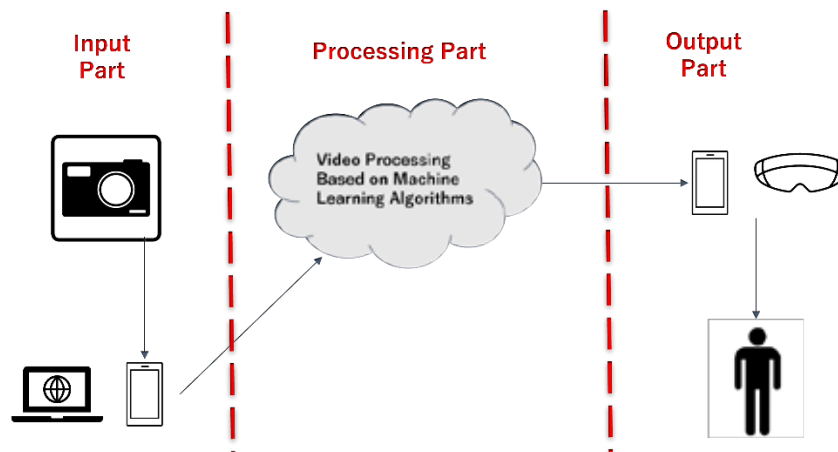 Input
Part
Processing Part
Output
Part
Video Processing
Based on Machine
Learning Algorithms